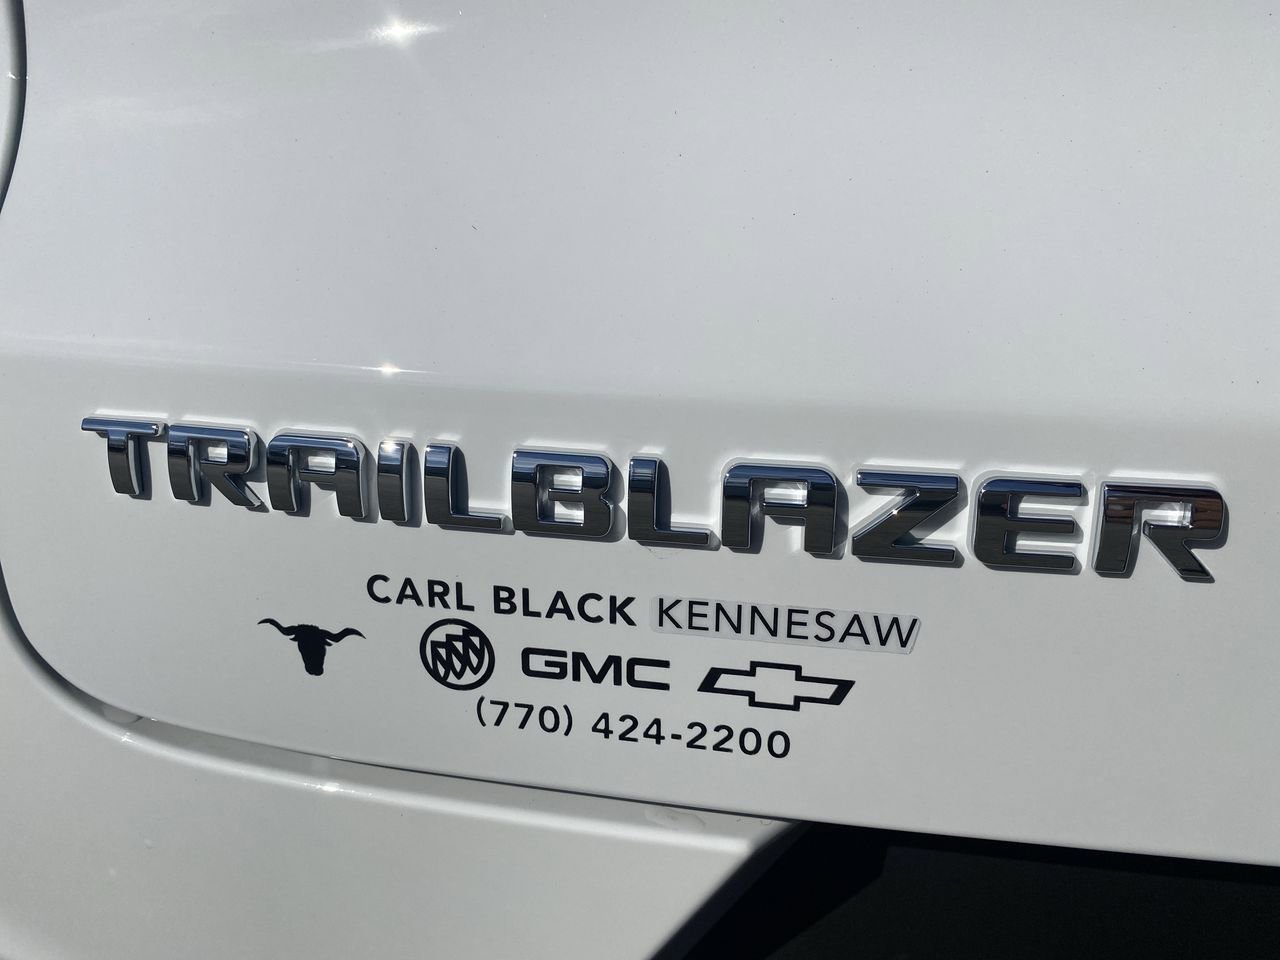 TRAILBLAZER
CARL BLACK KENNESAW
GMC
(770) 424-2200